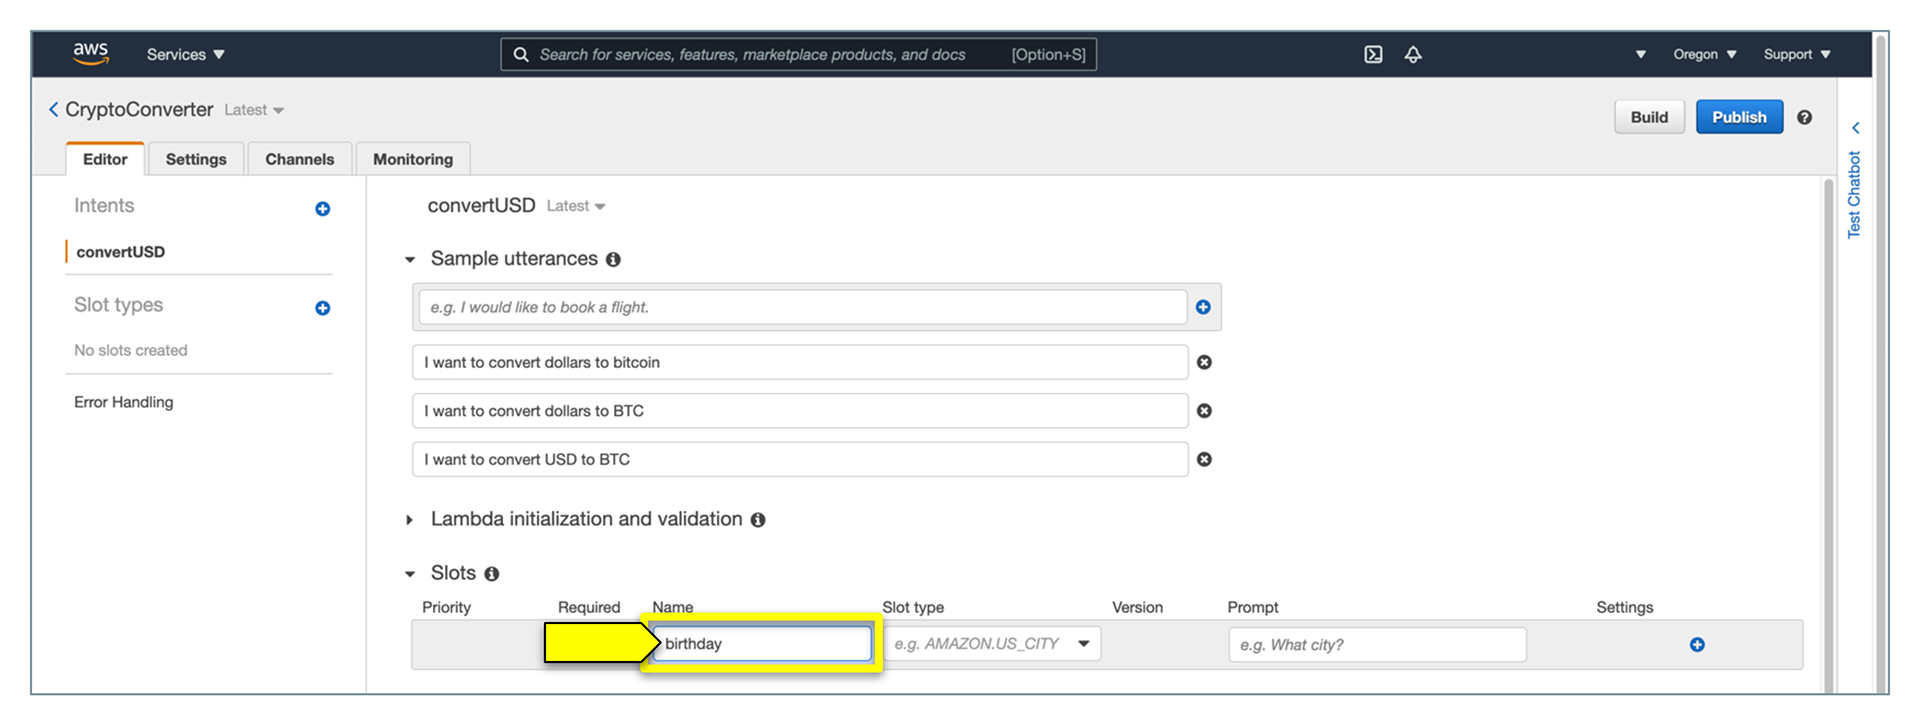 aws Services Search for services, features, marketplace products, and docs [Option+S] Oregon Support
CryptoConverter Latest
Build Publish
Editor Settings Channels Monitoring
Test Chatbot
Intents
convertUSD
Slot types
No slots created
Error Handling
convertUSD Latest
Sample utterances
e.g. I would like to book a flight.
I want to convert dollars to bitcoin
I want to convert dollars to BTC
I want to convert USD to BTC
Lambda initialization and validation
Slots
Priority Required Name Slot type Version Prompt Settings
birthday e.g. AMAZON.US_CITY e.g. What city?